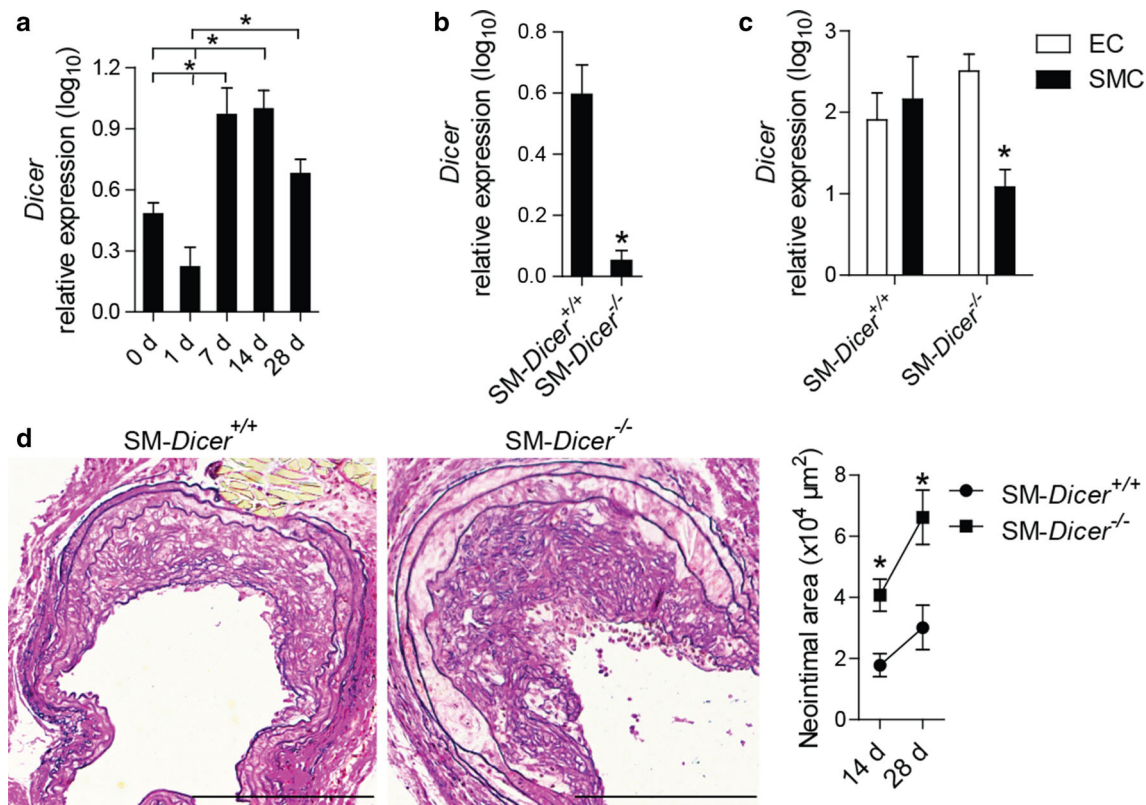 a
*
*
*
Dicer
relative expression (log10)
1.2
0.9
0.6
0.3
0.0
0 d
1 d
7 d
14 d
28 d
b
Dicer
relative expression (log10)
0.8
0.6
0.4
0.2
0.0
*
SM-Dicer+/+
SM-Dicer-/-
c
Dicer
relative expression (log10)
3
2
1
0
*
SM-Dicer+/+
SM-Dicer-/-
EC
SMC
d
SM-Dicer+/+
SM-Dicer-/-
Neointimal area (x10⁴ µm²)
8
6
4
2
0
*
*
14 d
28 d
SM-Dicer+/+
SM-Dicer-/-